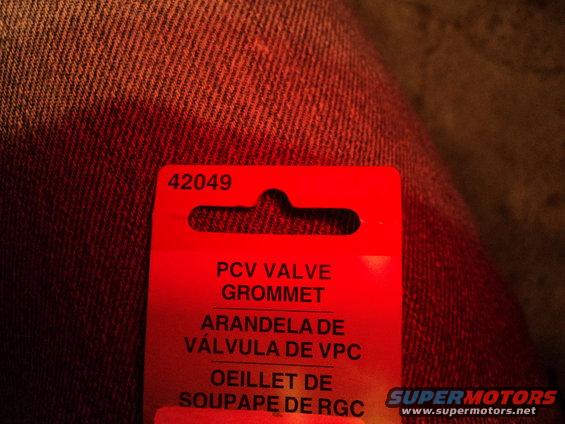 42049
PCV VALVE
GROMMET
ARANDELA DE
VÁLVULA DE VPC
OEILLET DE
SOUPAPE DE RGC
SUPERMOTORS
www.supermotors.net